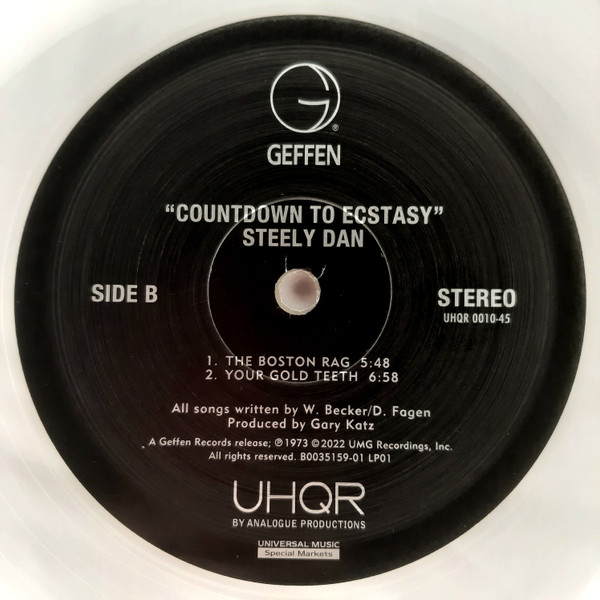 G®
GEFFEN
“COUNTDOWN TO ECSTASY”
STEELY DAN
SIDE B
STEREO
UHQR 0010-45
1. THE BOSTON RAG 5:48
2. YOUR GOLD TEETH 6:58
All songs written by W. Becker/D. Fagen
Produced by Gary Katz
A Geffen Records release; ℗ 1973 © 2022 UMG Recordings, Inc.
All rights reserved. B0035159-01 LP01
UHQR
BY ANALOGUE PRODUCTIONS
UNIVERSAL MUSIC
Special Markets